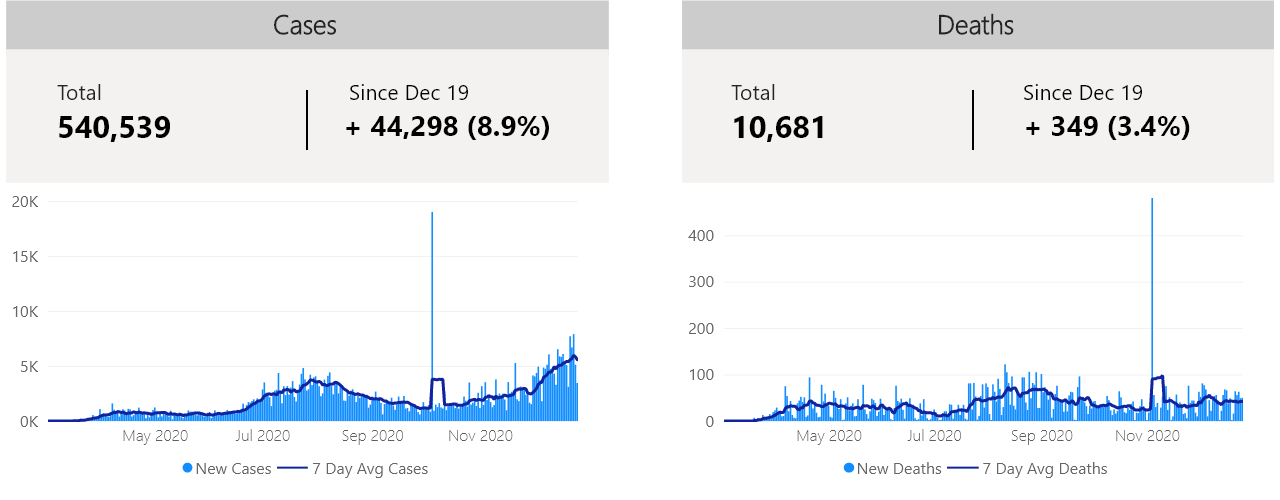 Cases
Total
540,539
Since Dec 19
+ 44,298 (8.9%)
20K
15K
10K
5K
0K
May 2020 Jul 2020 Sep 2020 Nov 2020
New Cases 7 Day Avg Cases
Deaths
Total
10,681
Since Dec 19
+ 349 (3.4%)
400
300
200
100
0
May 2020 Jul 2020 Sep 2020 Nov 2020
New Deaths 7 Day Avg Deaths